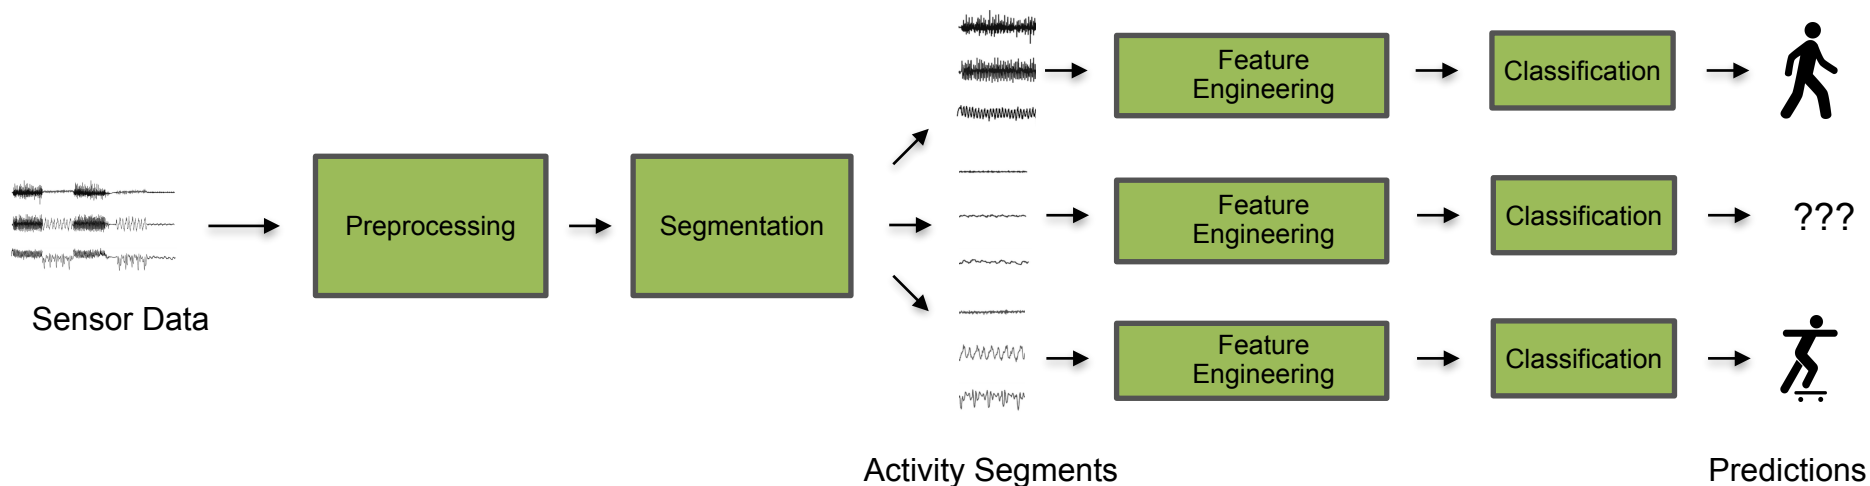 Sensor Data
Preprocessing
Segmentation
Activity Segments
Feature
Engineering
Classification
Feature
Engineering
Classification
???
Feature
Engineering
Classification
Predictions